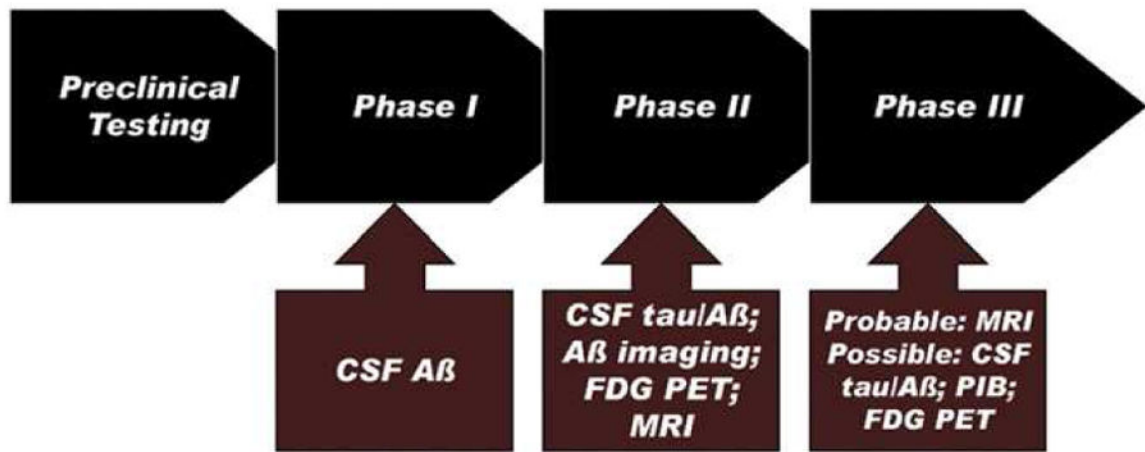 Preclinical
Testing
Phase I
Phase II
Phase III
CSF Aß
CSF tau/Aß;
Aß imaging;
FDG PET;
MRI
Probable: MRI
Possible: CSF
tau/Aß; PIB;
FDG PET